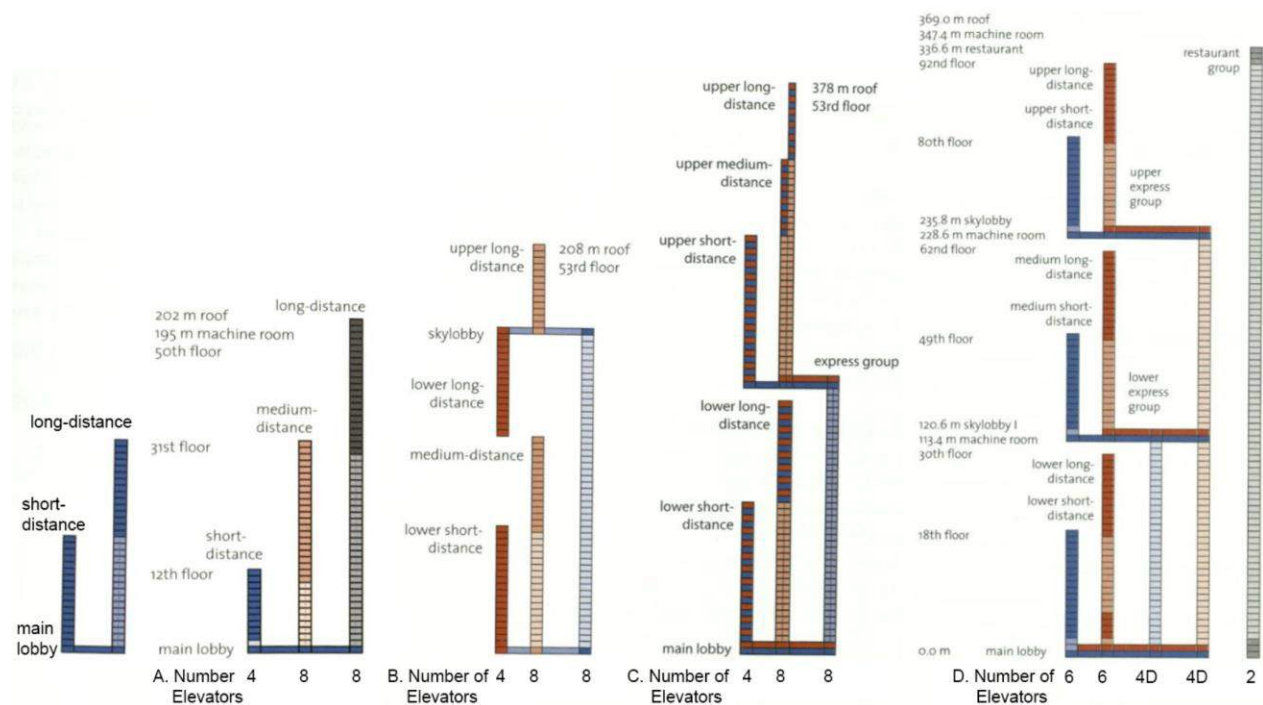 long-distance
short-
distance
main
lobby
202 m roof
195 m machine room
50th floor
long-distance
31st floor
medium-
distance
short-
distance
12th floor
main lobby
A. Number 4 8 8
Elevators
upper long-
distance
208 m roof
53rd floor
skylobby
lower long-
distance
medium-distance
lower short-
distance
main lobby
B. Number of 4 8 8
Elevators
upper long-
distance
378 m roof
53rd floor
upper medium-
distance
upper short-
distance
express group
lower long-
distance
lower short-
distance
main lobby
C. Number of 4 8 8
Elevators
369.0 m roof
347.4 m machine room
336.6 m restaurant
92nd floor
upper long-
distance
restaurant
group
upper short-
distance
80th floor
upper
express
group
235.8 m skylobby
228.6 m machine room
62nd floor
medium long-
distance
medium short-
distance
49th floor
lower
express
group
120.6 m skylobby I
113.4 m machine room
30th floor
lower long-
distance
lower short-
distance
18th floor
0.0 m main lobby
D. Number of 6 6 4D 4D 2
Elevators